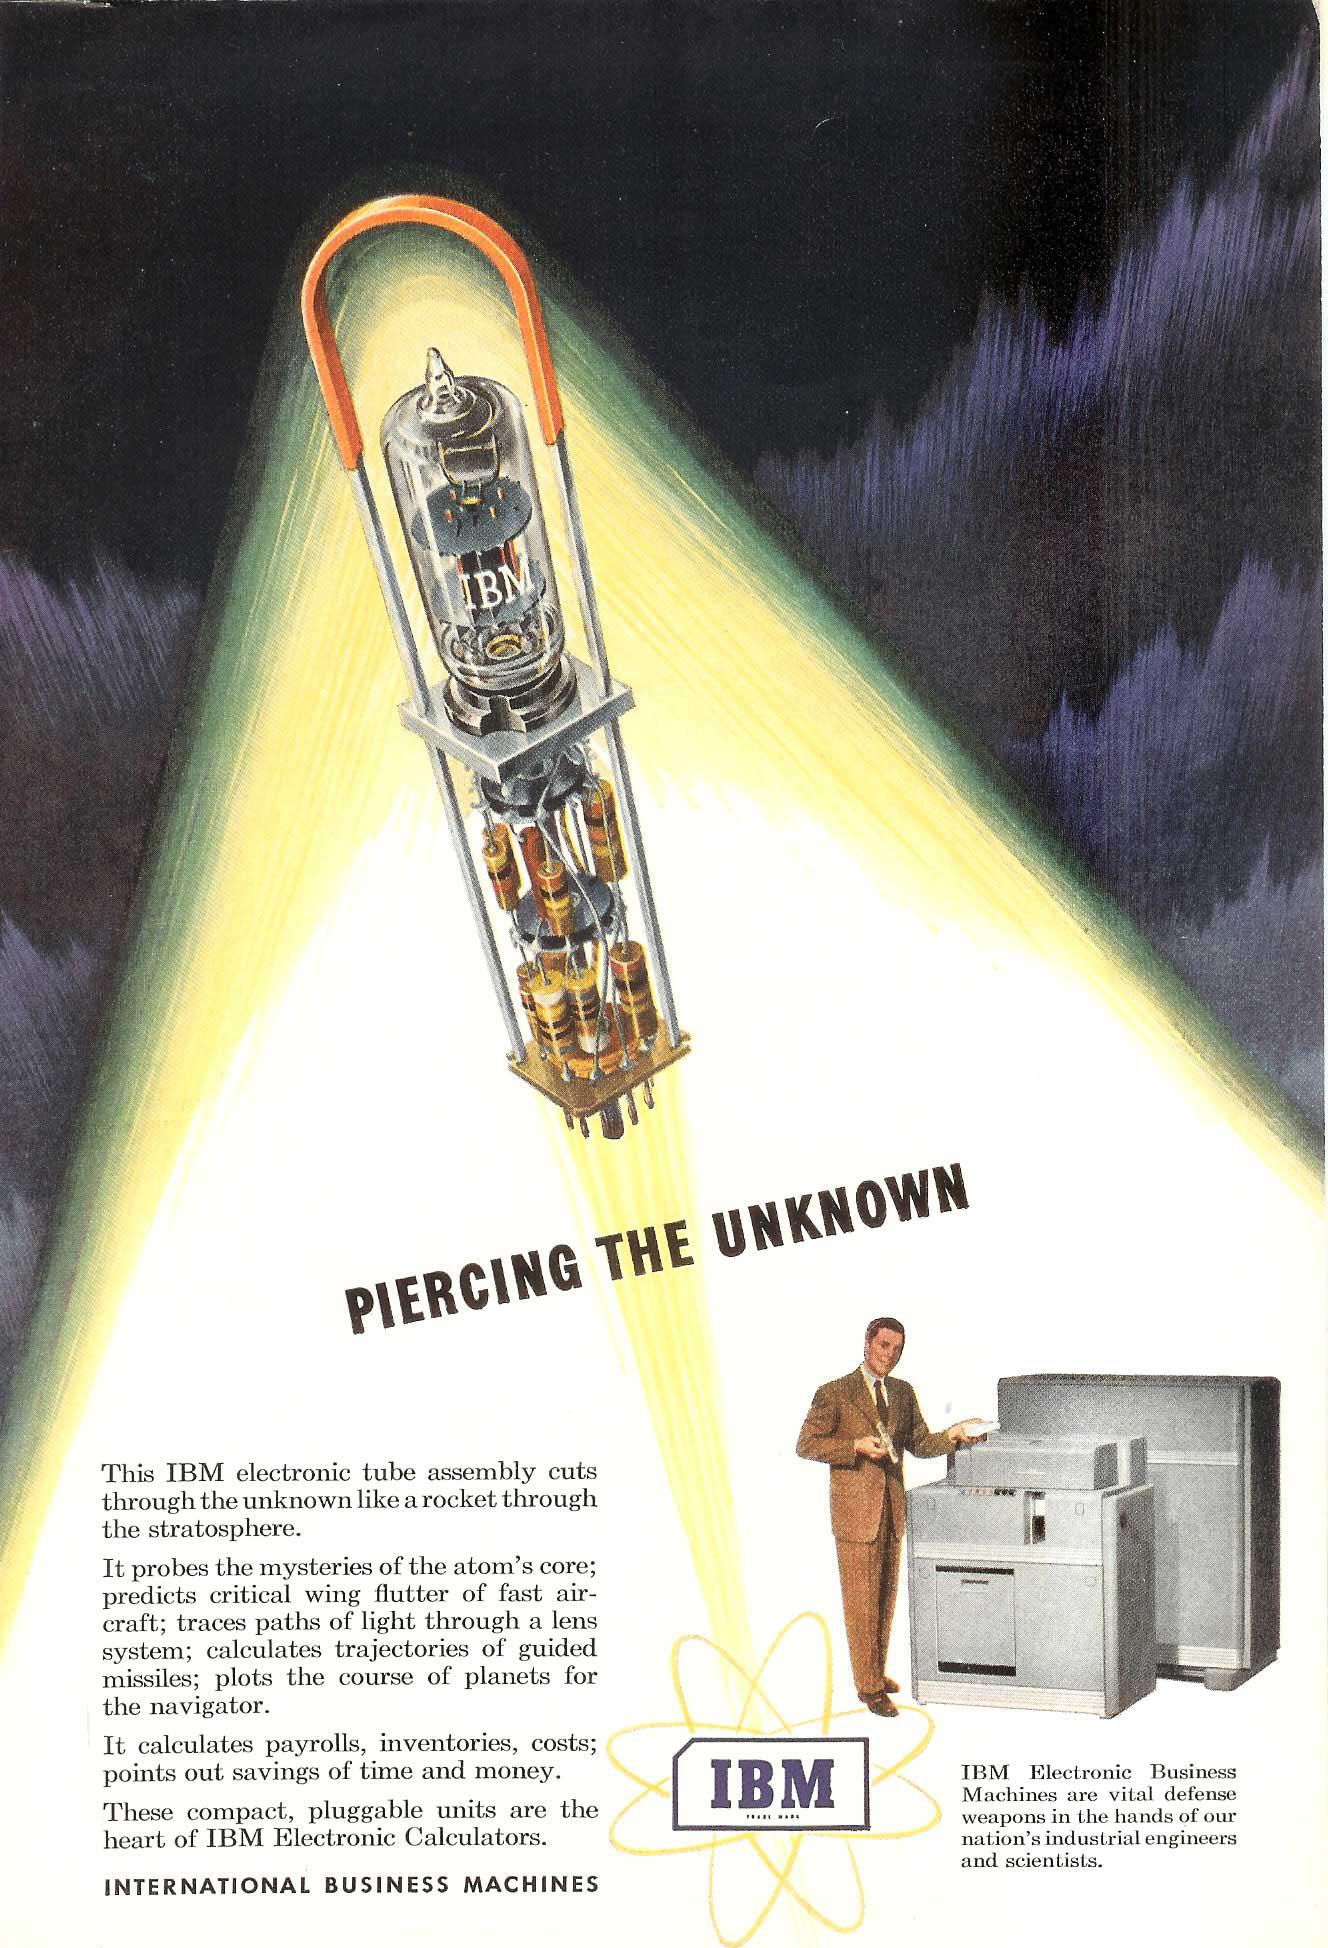 IBM
PIERCING THE UNKNOWN
This IBM electronic tube assembly cuts
through the unknown like a rocket through
the stratosphere.
It probes the mysteries of the atom's core;
predicts critical wing flutter of fast air-
craft; traces paths of light through a lens
system; calculates trajectories of guided
missiles; plots the course of planets for
the navigator.
It calculates payrolls, inventories, costs;
points out savings of time and money.
These compact, pluggable units are the
heart of IBM Electronic Calculators.
INTERNATIONAL BUSINESS MACHINES
IBM
TRADE MARK
IBM Electronic Business
Machines are vital defense
weapons in the hands of our
nation's industrial engineers
and scientists.